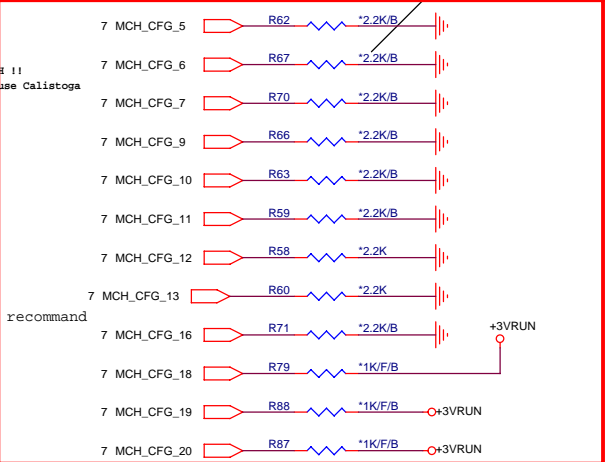 7 MCH_CFG_5 R62 *2.2K/B
7 MCH_CFG_6 R67 *2.2K/B
H !!
use Calistoga
7 MCH_CFG_7 R70 *2.2K/B
7 MCH_CFG_9 R66 *2.2K/B
7 MCH_CFG_10 R63 *2.2K/B
7 MCH_CFG_11 R59 *2.2K/B
7 MCH_CFG_12 R58 *2.2K
7 MCH_CFG_13 R60 *2.2K
recommand
7 MCH_CFG_16 R71 *2.2K/B
+3VRUN
7 MCH_CFG_18 R79 *1K/F/B
7 MCH_CFG_19 R88 *1K/F/B +3VRUN
7 MCH_CFG_20 R87 *1K/F/B +3VRUN